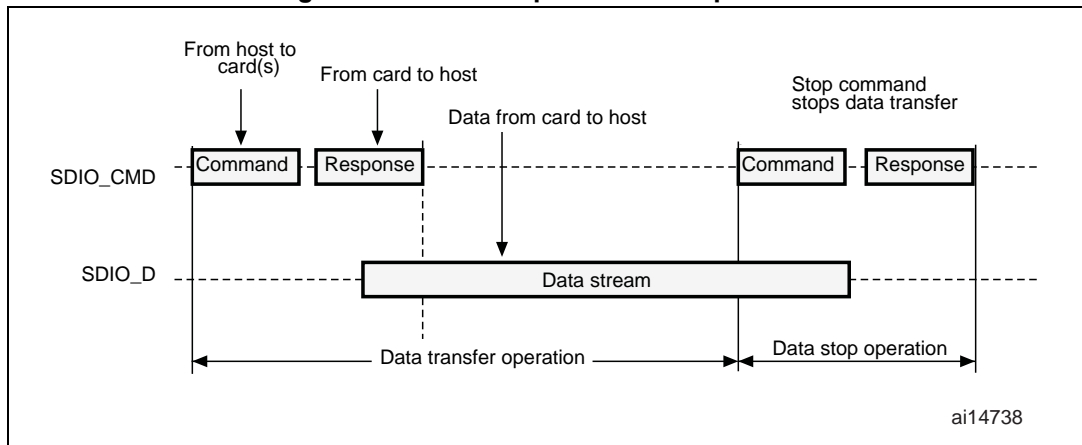 From host to
card(s)
From card to host
Data from card to host
Stop command
stops data transfer
SDIO_CMD
Command
Response
Command
Response
SDIO_D
Data stream
Data transfer operation
Data stop operation
ai14738